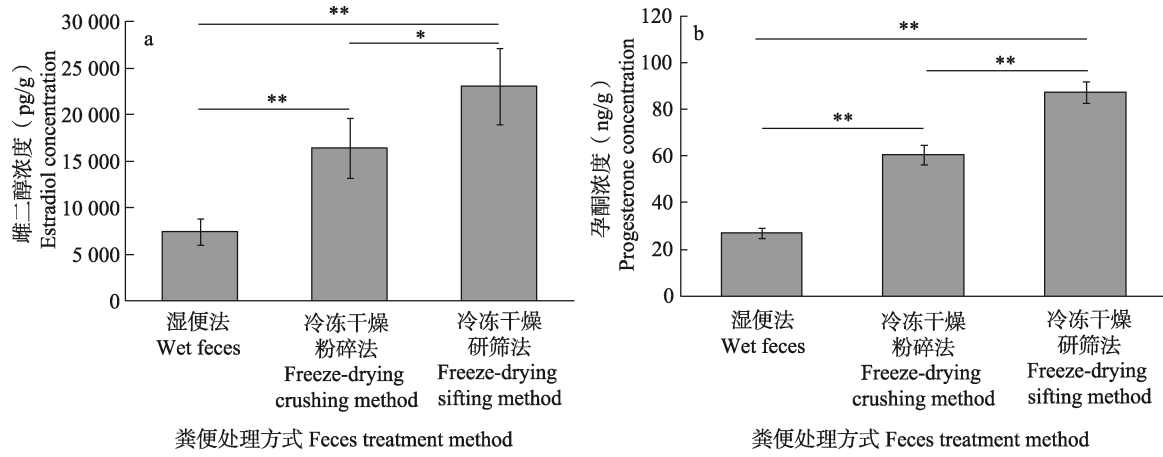 a
雌二醇浓度（pg/g）
Estradiol concentration
30 000
25 000
20 000
15 000
10 000
5 000
0
**
*
**
湿便法
Wet feces
冷冻干燥
粉碎法
Freeze-drying
crushing method
冷冻干燥
研筛法
Freeze-drying
sifting method
粪便处理方式 Feces treatment method
b
孕酮浓度（ng/g）
Progesterone concentration
120
100
80
60
40
20
0
**
**
**
湿便法
Wet feces
冷冻干燥
粉碎法
Freeze-drying
crushing method
冷冻干燥
研筛法
Freeze-drying
sifting method
粪便处理方式 Feces treatment method